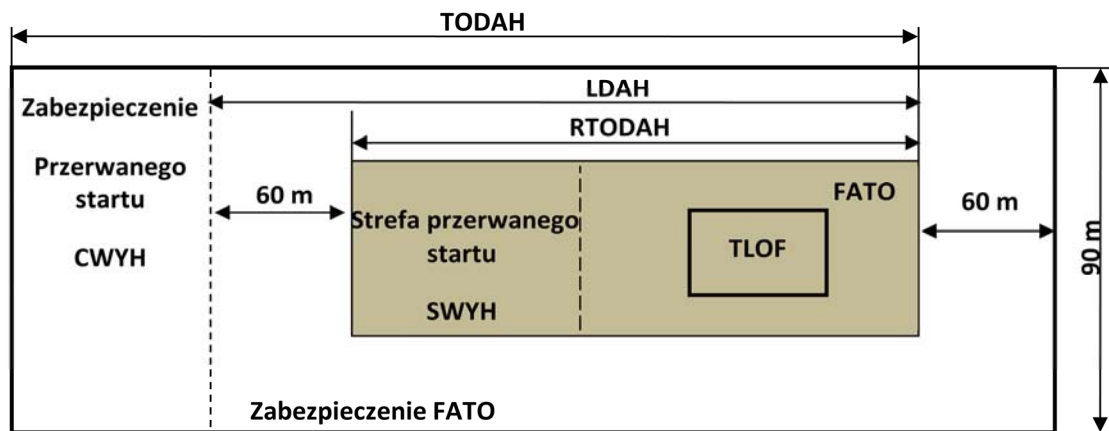 TODAH
LDAH
RTODAH
Zabezpieczenie
Przerwanego
startu
CWYH
60 m
Strefa przerwanego
startu
SWYH
FATO
TLOF
60 m
90 m
Zabezpieczenie FATO